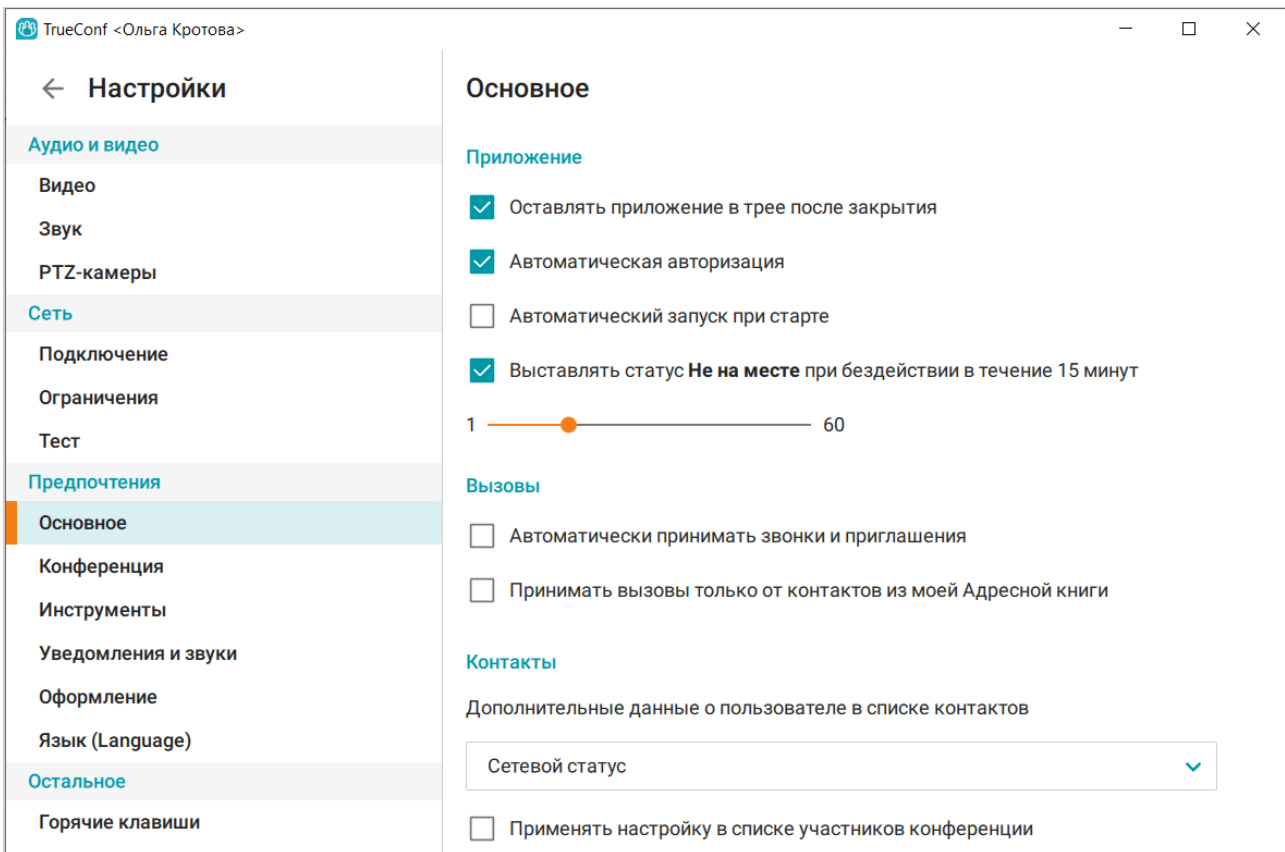 TrueConf <Ольга Кротова>
Настройки
Аудио и видео
Видео
Звук
PTZ-камеры
Сеть
Подключение
Ограничения
Тест
Предпочтения
Основное
Конференция
Инструменты
Уведомления и звуки
Оформление
Язык (Language)
Остальное
Горячие клавиши
Основное
Приложение
Оставлять приложение в трее после закрытия
Автоматическая авторизация
Автоматический запуск при старте
Выставлять статус Не на месте при бездействии в течение 15 минут
1 60
Вызовы
Автоматически принимать звонки и приглашения
Принимать вызовы только от контактов из моей Адресной книги
Контакты
Дополнительные данные о пользователе в списке контактов
Сетевой статус
Применять настройку в списке участников конференции